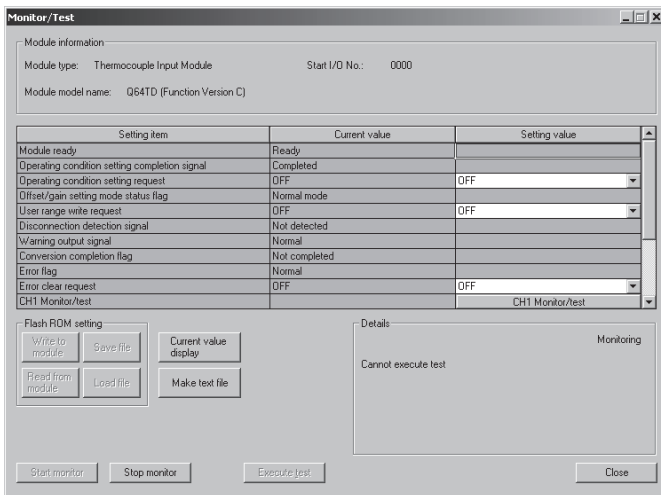 Monitor/Test
Module information
Module type: Thermocouple Input Module Start I/O No.: 0000
Module model name: Q64TD (Function Version C)
Setting item Current value Setting value
Module ready Ready
Operating condition setting completion signal Completed
Operating condition setting request OFF OFF
Offset/gain setting mode status flag Normal mode
User range write request OFF OFF
Disconnection detection signal Not detected
Warning output signal Normal
Conversion completion flag Not completed
Error flag Normal
Error clear request OFF OFF
CH1 Monitor/test CH1 Monitor/test
Flash ROM setting
Write to module
Save file
Current value display
Read from module
Load file
Make text file
Details
Monitoring
Cannot execute test
Start monitor Stop monitor Execute test Close